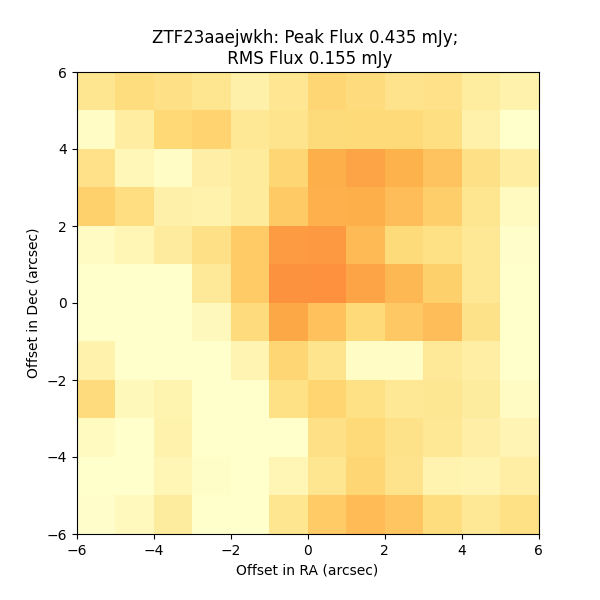 ZTF23aaejwkh: Peak Flux 0.435 mJy;
RMS Flux 0.155 mJy
6
4
2
0
−2
−4
−6
Offset in Dec (arcsec)
−6 −4 −2 0 2 4 6
Offset in RA (arcsec)